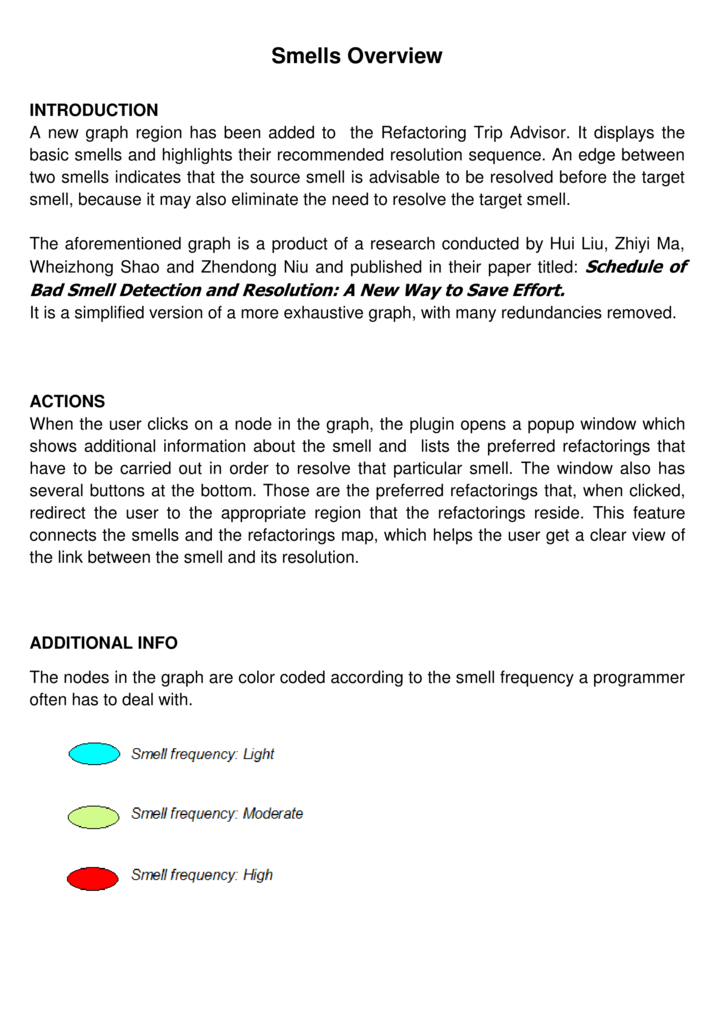 Smells Overview
INTRODUCTION
A new graph region has been added to the Refactoring Trip Advisor. It displays the
basic smells and highlights their recommended resolution sequence. An edge between
two smells indicates that the source smell is advisable to be resolved before the target
smell, because it may also eliminate the need to resolve the target smell.
The aforementioned graph is a product of a research conducted by Hui Liu, Zhiyi Ma,
Wheizhong Shao and Zhendong Niu and published in their paper titled: Schedule of
Bad Smell Detection and Resolution: A New Way to Save Effort.
It is a simplified version of a more exhaustive graph, with many redundancies removed.
ACTIONS
When the user clicks on a node in the graph, the plugin opens a popup window which
shows additional information about the smell and lists the preferred refactorings that
have to be carried out in order to resolve that particular smell. The window also has
several buttons at the bottom. Those are the preferred refactorings that, when clicked,
redirect the user to the appropriate region that the refactorings reside. This feature
connects the smells and the refactorings map, which helps the user get a clear view of
the link between the smell and its resolution.
ADDITIONAL INFO
The nodes in the graph are color coded according to the smell frequency a programmer
often has to deal with.
Smell frequency: Light
Smell frequency: Moderate
Smell frequency: High